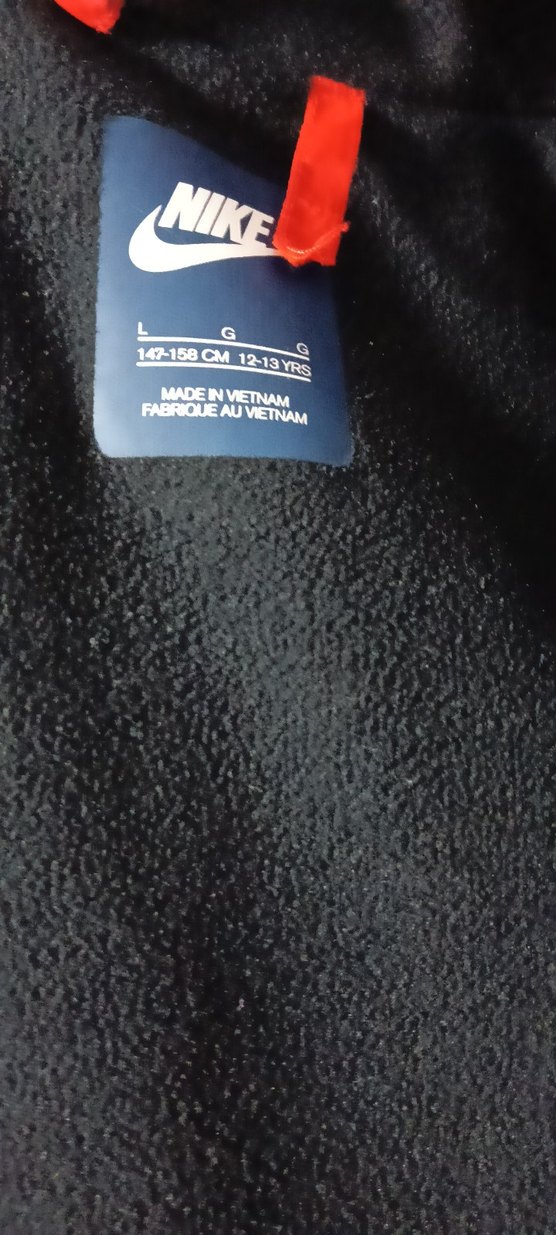 NIKE
L G G
147-158 CM 12-13 YRS
MADE IN VIETNAM
FABRIQUE AU VIETNAM